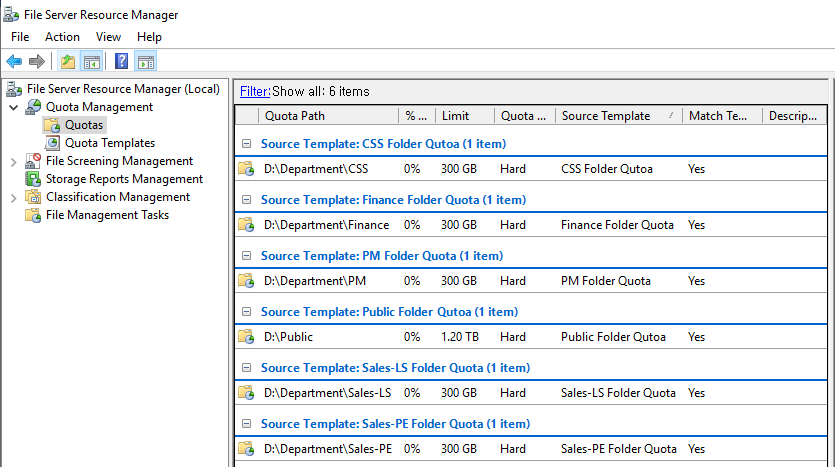 File Server Resource Manager
File Action View Help
File Server Resource Manager (Local)
Quota Management
Quotas
Quota Templates
File Screening Management
Storage Reports Management
Classification Management
File Management Tasks
Filter: Show all: 6 items
Quota Path % ... Limit Quota ... Source Template Match Te... Descrip...
Source Template: CSS Folder Qutoa (1 item)
D:\Department\CSS 0% 300 GB Hard CSS Folder Qutoa Yes
Source Template: Finance Folder Quota (1 item)
D:\Department\Finance 0% 300 GB Hard Finance Folder Quota Yes
Source Template: PM Folder Quota (1 item)
D:\Department\PM 0% 300 GB Hard PM Folder Quota Yes
Source Template: Public Folder Qutoa (1 item)
D:\Public 0% 1.20 TB Hard Public Folder Qutoa Yes
Source Template: Sales-LS Folder Quota (1 item)
D:\Department\Sales-LS 0% 300 GB Hard Sales-LS Folder Quota Yes
Source Template: Sales-PE Folder Quota (1 item)
D:\Department\Sales-PE 0% 300 GB Hard Sales-PE Folder Quota Yes